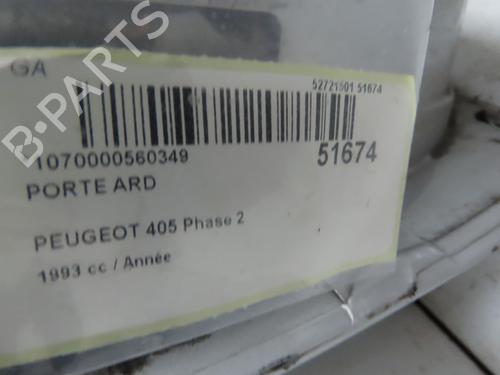 GA
52721501 51674
1070000560349
51674
PORTE ARD
PEUGEOT 405 Phase 2
1993 cc / Année
B-PARTS